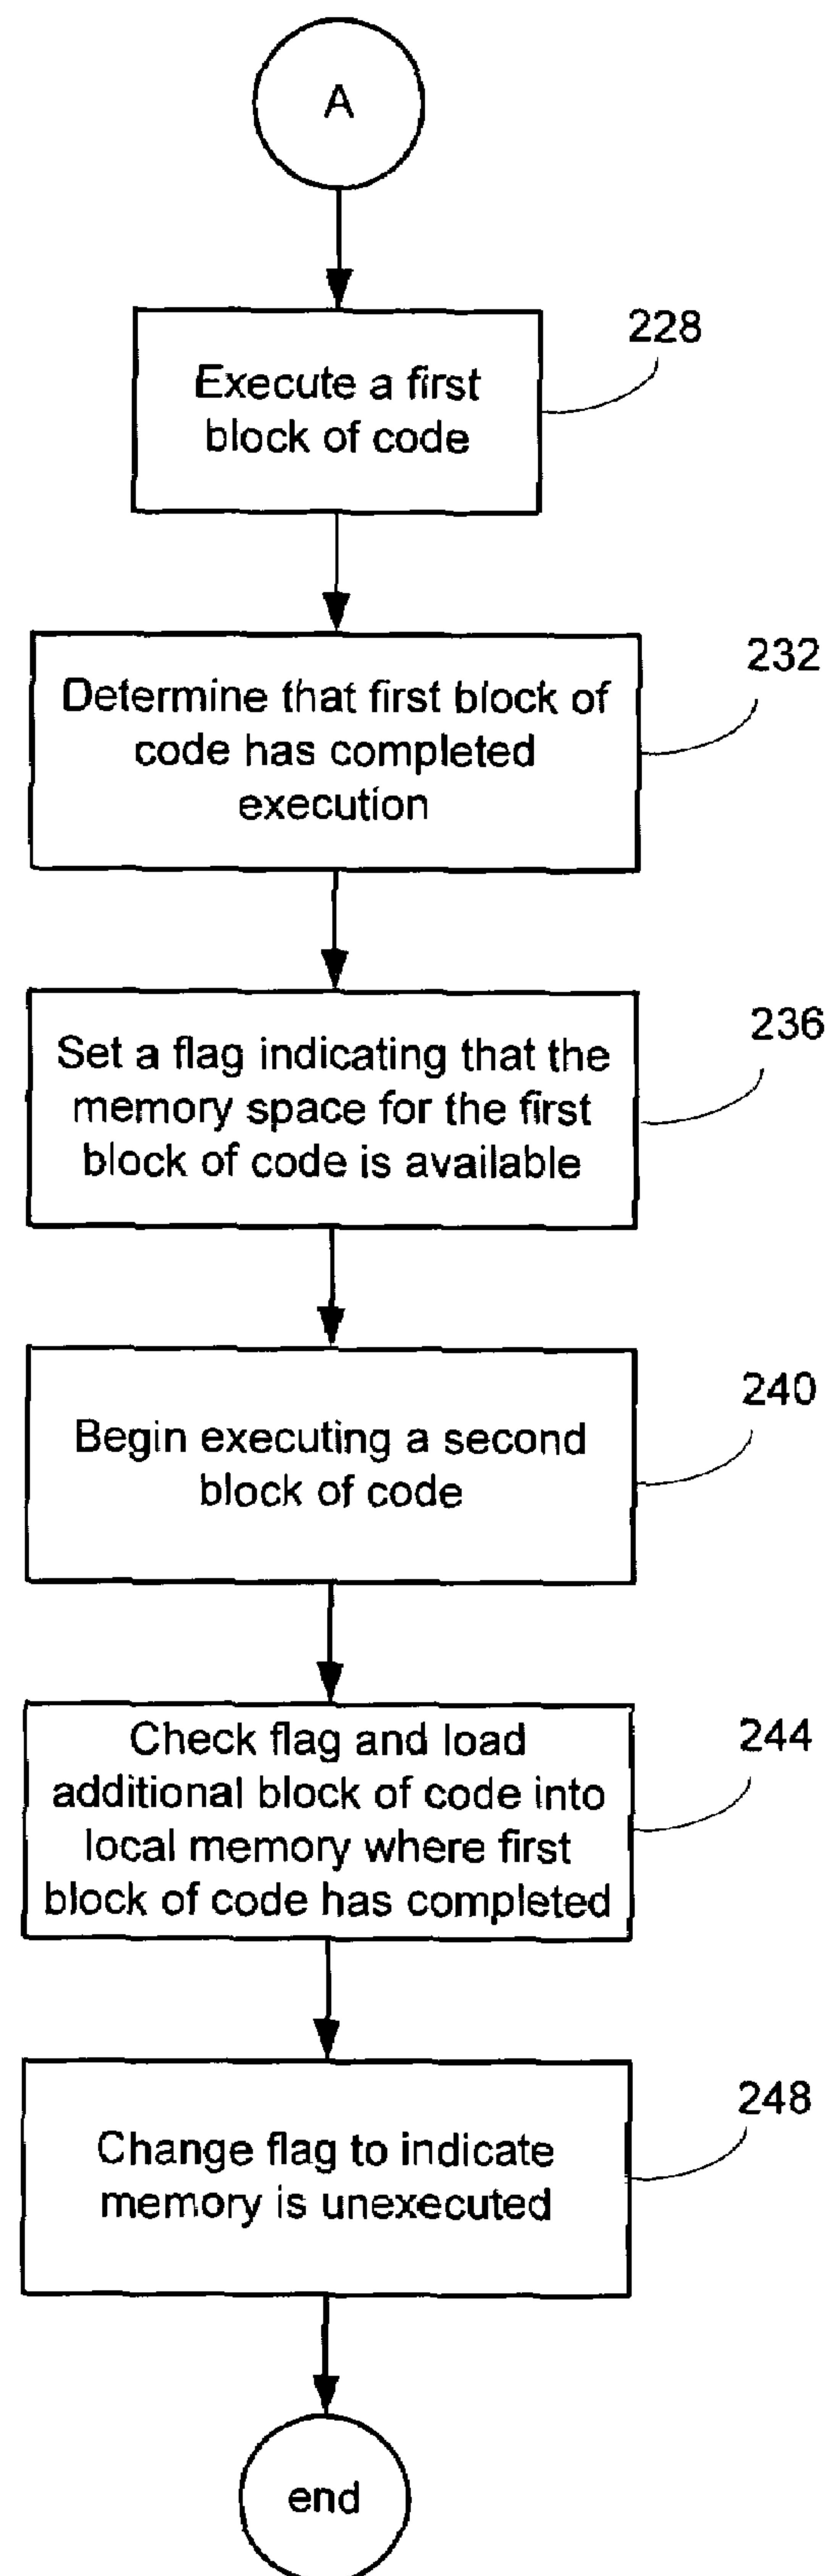 A
228
Execute a first
block of code
232
Determine that first block of
code has completed
execution
236
Set a flag indicating that the
memory space for the first
block of code is available
240
Begin executing a second
block of code
244
Check flag and load
additional block of code into
local memory where first
block of code has completed
248
Change flag to indicate
memory is unexecuted
end